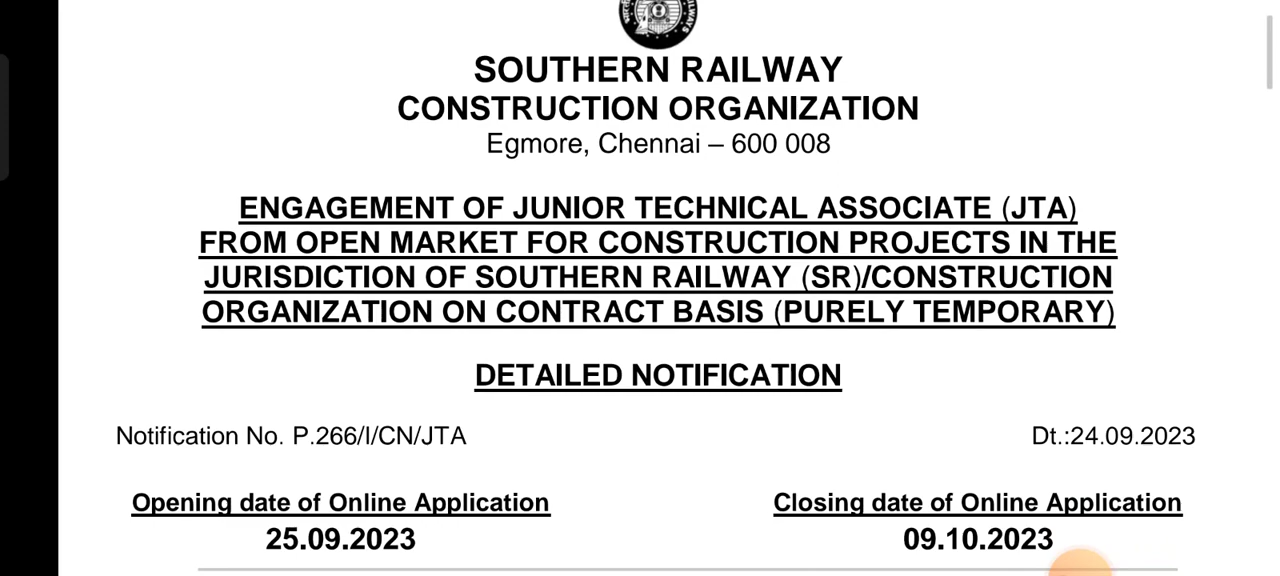 SOUTHERN RAILWAY
CONSTRUCTION ORGANIZATION
Egmore, Chennai – 600 008
ENGAGEMENT OF JUNIOR TECHNICAL ASSOCIATE (JTA)
FROM OPEN MARKET FOR CONSTRUCTION PROJECTS IN THE
JURISDICTION OF SOUTHERN RAILWAY (SR)/CONSTRUCTION
ORGANIZATION ON CONTRACT BASIS (PURELY TEMPORARY)
DETAILED NOTIFICATION
Notification No. P.266/I/CN/JTA Dt.:24.09.2023
Opening date of Online Application Closing date of Online Application
25.09.2023 09.10.2023